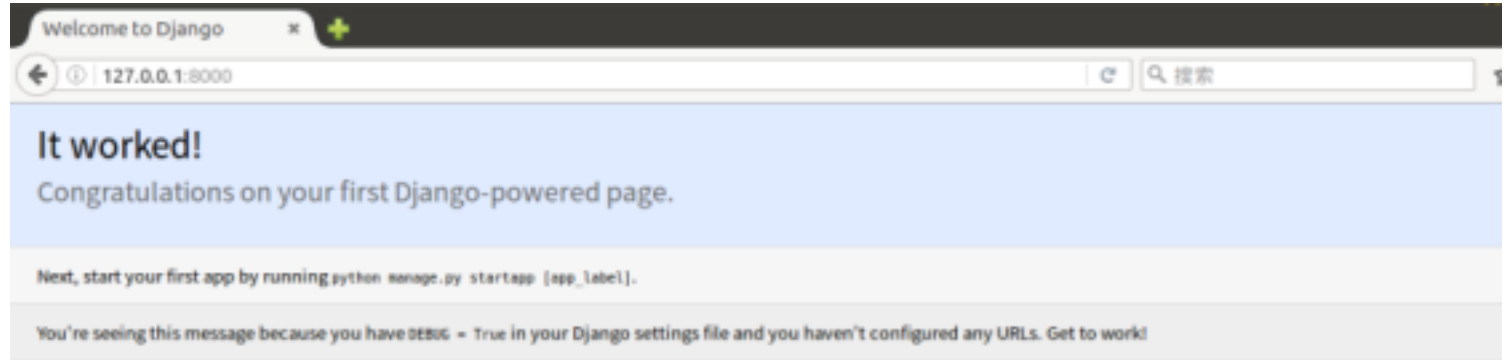 Welcome to Django
127.0.0.1:8000
搜索
It worked!
Congratulations on your first Django-powered page.
Next, start your first app by running python manage.py startapp [app_label].
You're seeing this message because you have DEBUG = True in your Django settings file and you haven't configured any URLs. Get to work!